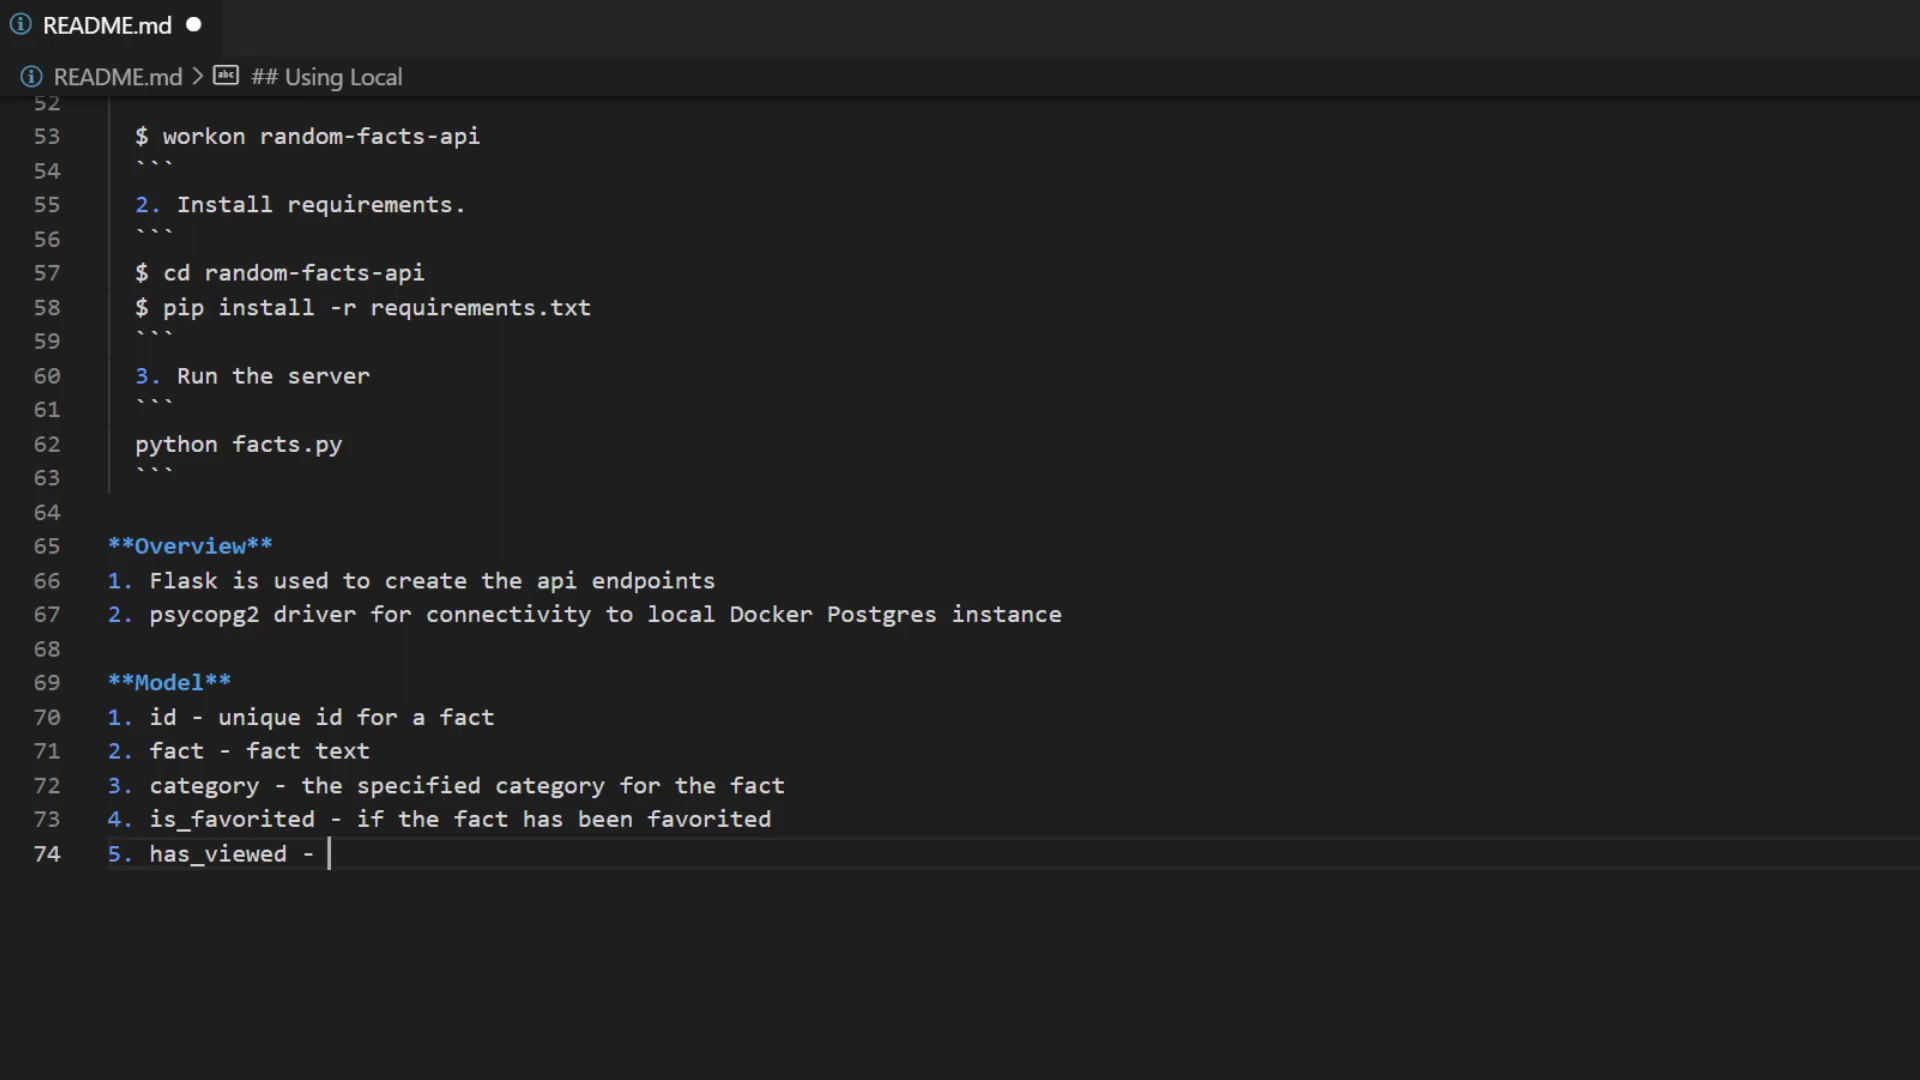 README.md
README.md > ## Using Local
52
53 $ workon random-facts-api
54 ```
55 2. Install requirements.
56 ```
57 $ cd random-facts-api
58 $ pip install -r requirements.txt
59 ```
60 3. Run the server
61 ```
62 python facts.py
63 ```
64
65 **Overview**
66 1. Flask is used to create the api endpoints
67 2. psycopg2 driver for connectivity to local Docker Postgres instance
68
69 **Model**
70 1. id - unique id for a fact
71 2. fact - fact text
72 3. category - the specified category for the fact
73 4. is_favorited - if the fact has been favorited
74 5. has_viewed -